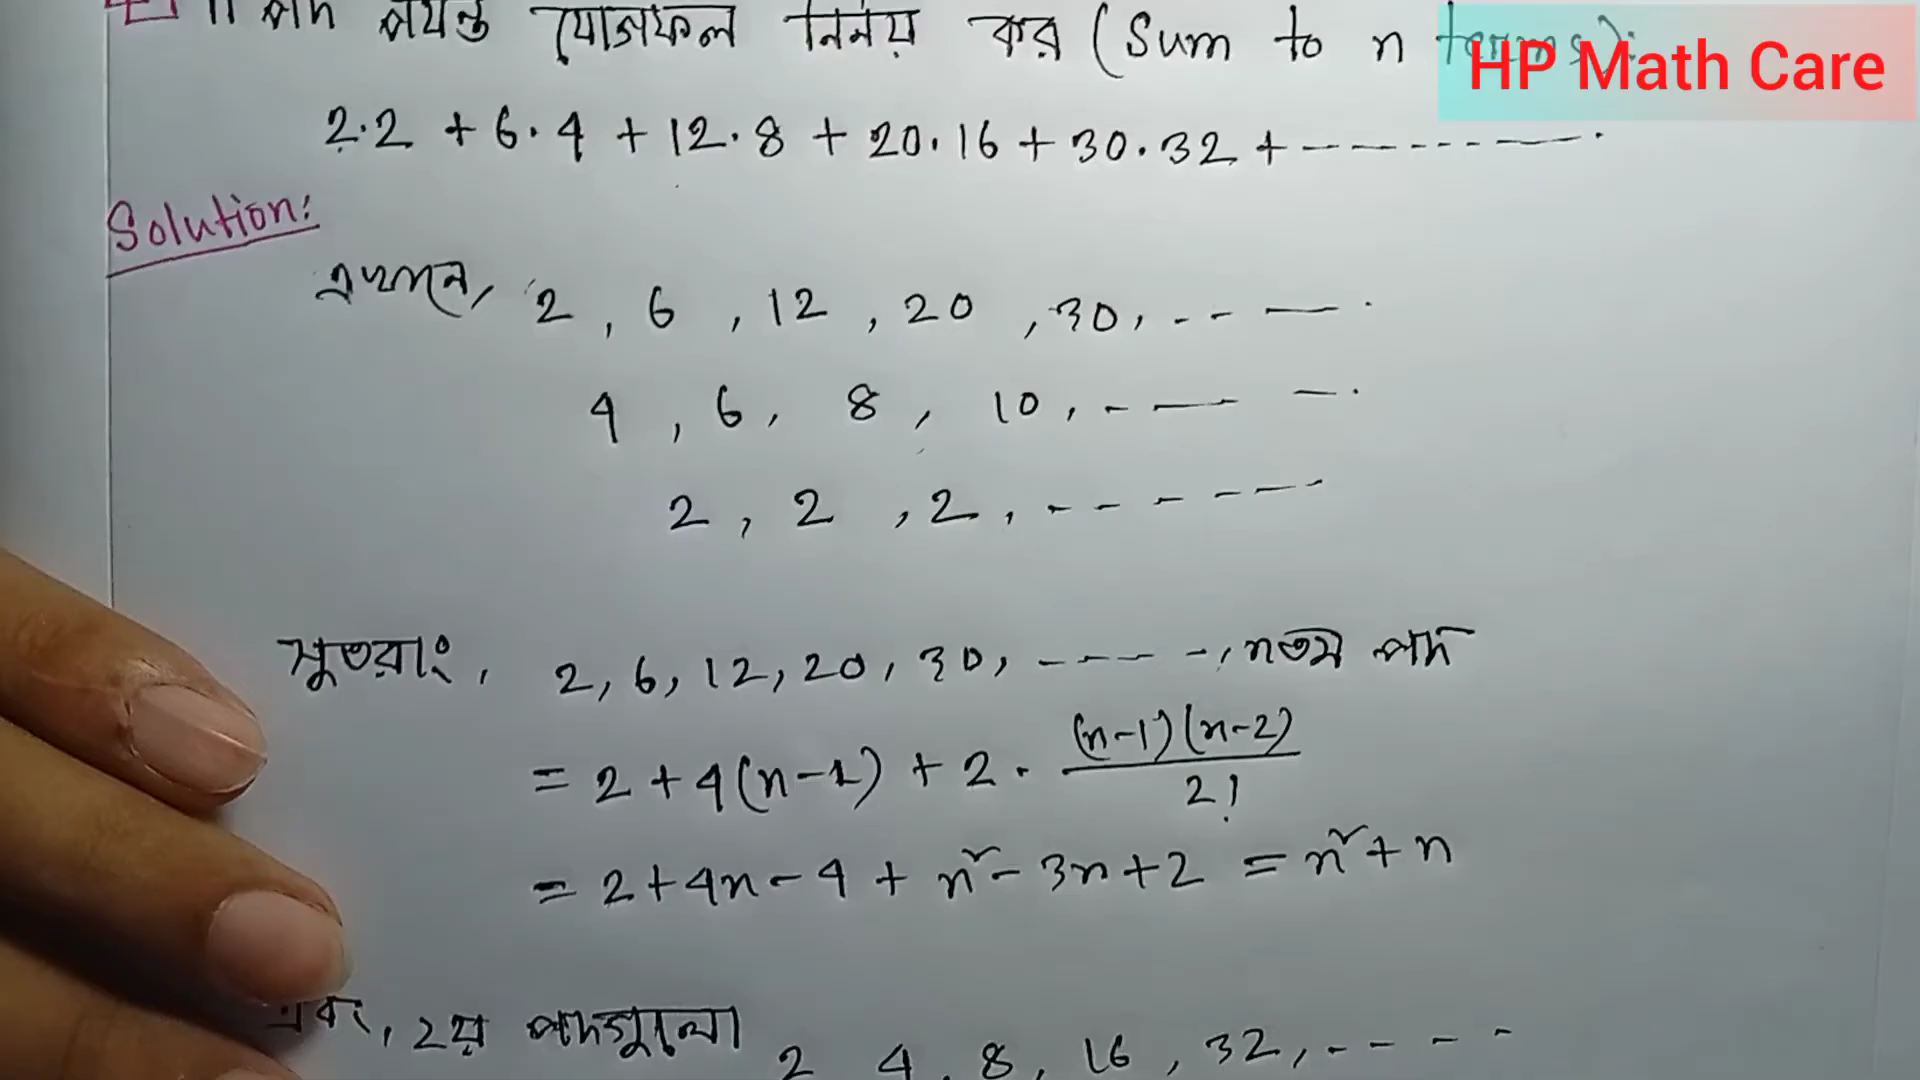 n পদ পর্যন্ত যোগফল নির্ণয় কর (Sum to n terms):
HP Math Care
2.2 + 6.4 + 12.8 + 20.16 + 30.32 + ---------.
Solution:
এখানে, 2, 6, 12, 20, 30, ------.
4, 6, 8, 10, ------.
2, 2, 2, -------
সুতরাং, 2, 6, 12, 20, 30, ------, nতম পদ
= 2 + 4(n-1) + 2 · (n-1)(n-2) / 2!
= 2 + 4n - 4 + n² - 3n + 2 = n² + n
এবং, ২য় পদগুলো 2 4, 8, 16, 32, -----